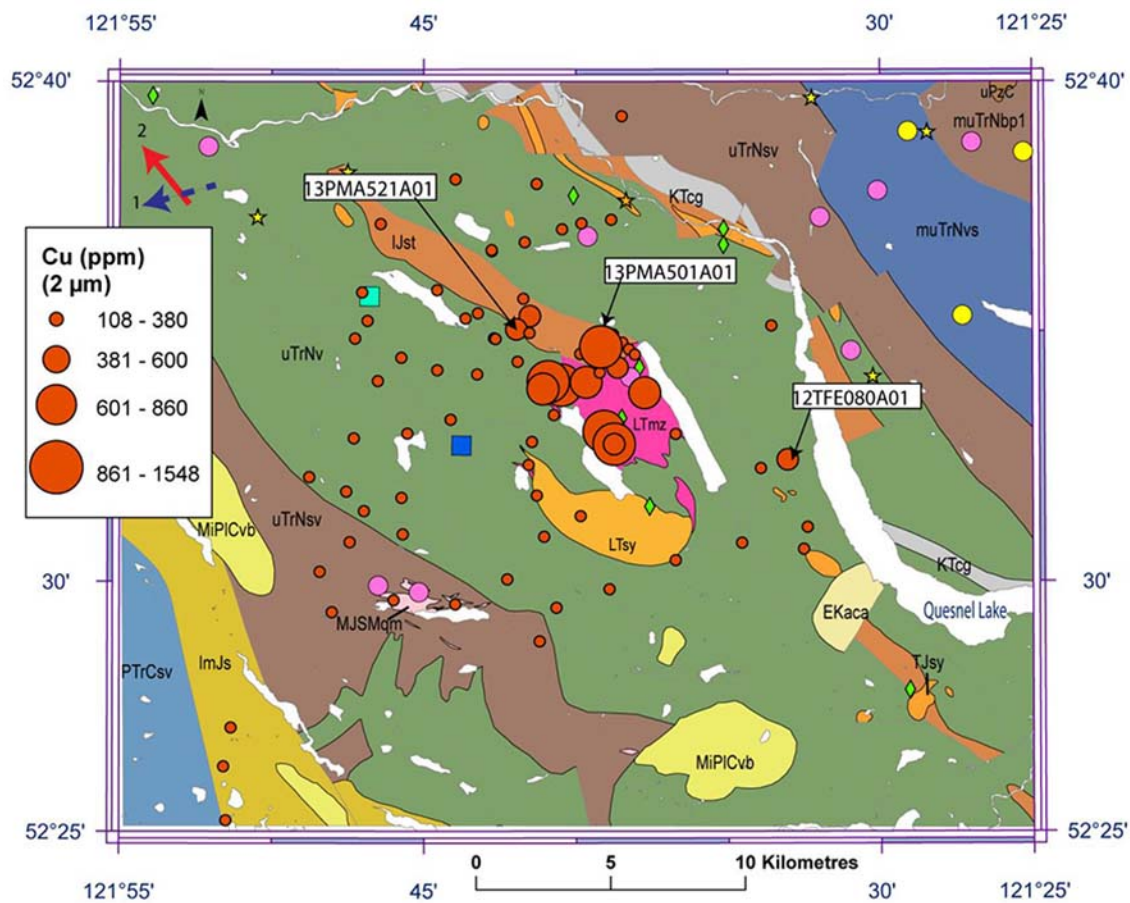 121°55'
45'
30'
121°25'
52°40'
52°40'
N
2
1
uPzC
muTrNbp1
uTrNsv
13PMA521A01
KTcg
muTrNvs
lJst
13PMA501A01
Cu (ppm)
(2 µm)
108 - 380
381 - 600
601 - 860
861 - 1548
uTrNv
12TFE080A01
LTmz
MiPlCvb
uTrNsv
LTsy
KTcg
30'
30'
EKaca
Quesnel Lake
MJSMqm
PTrCsv
lmJs
TJsy
MiPlCvb
52°25'
52°25'
0
5
10 Kilometres
121°55'
45'
30'
121°25'